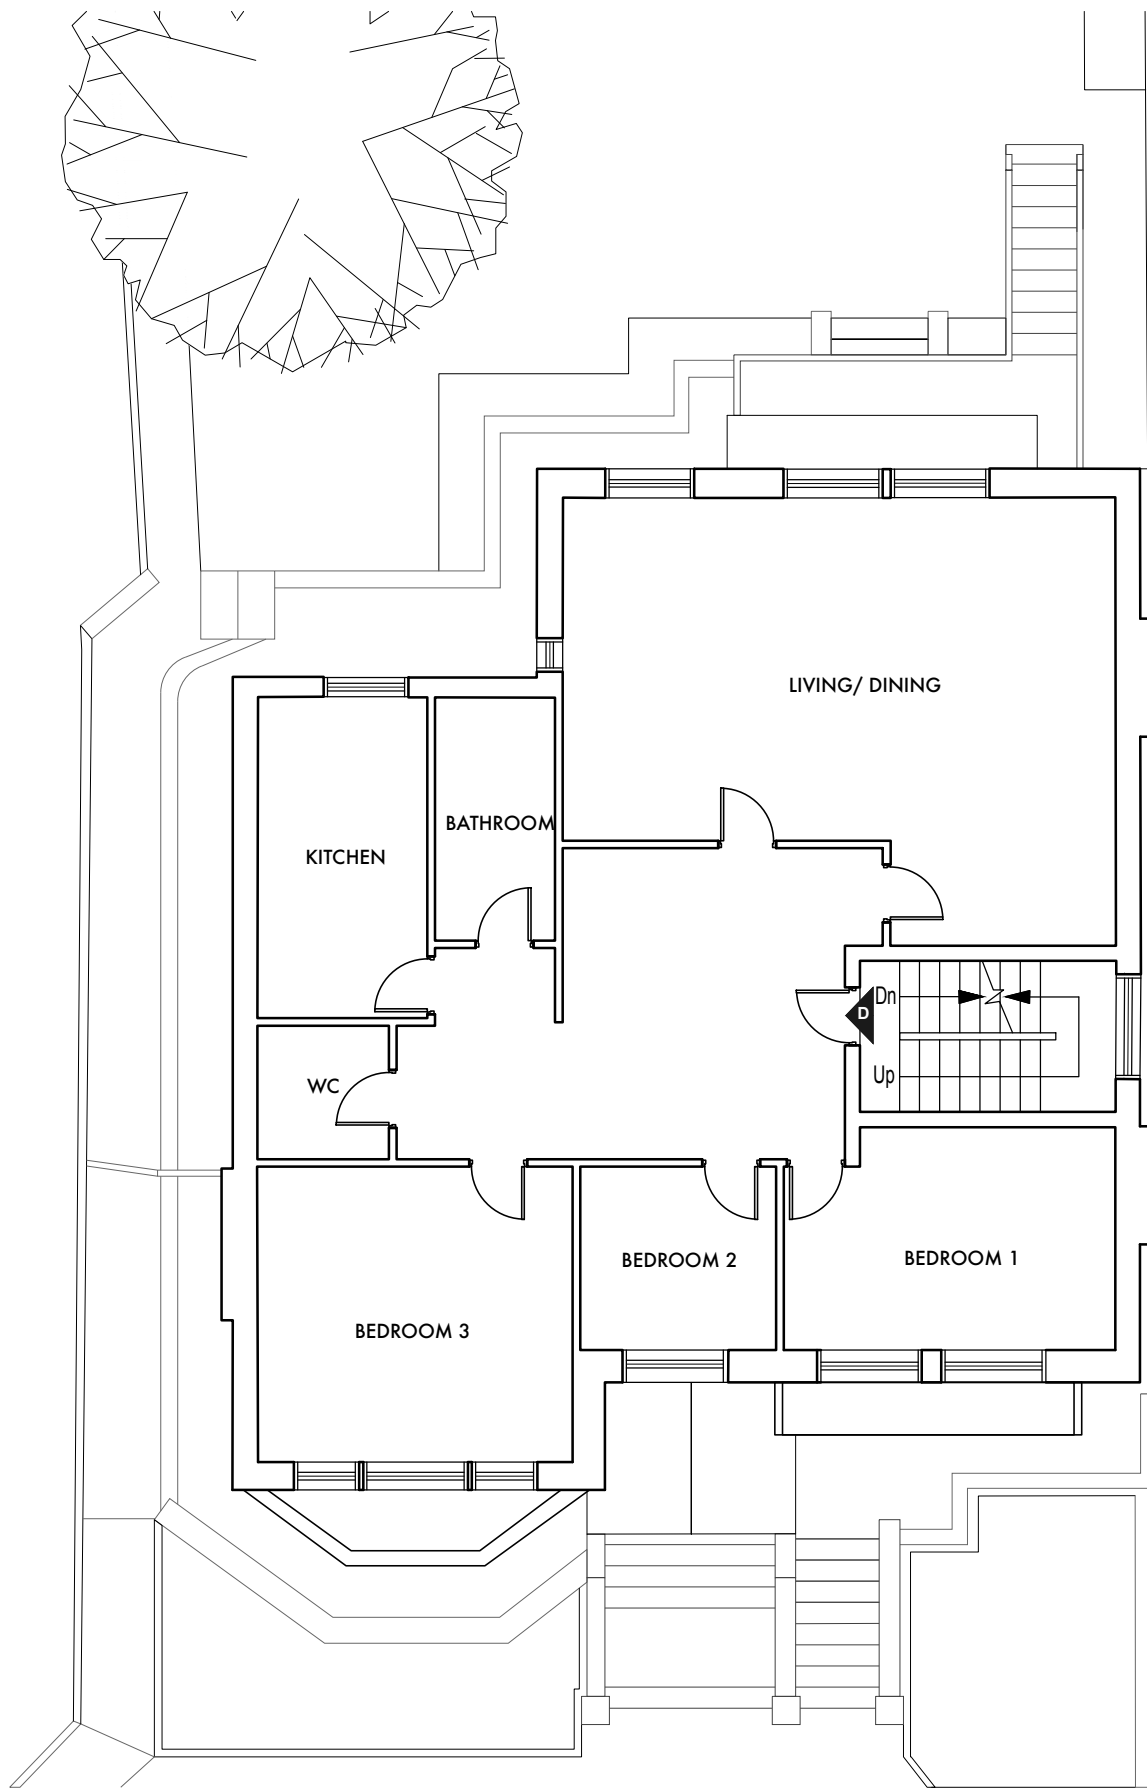 LIVING/ DINING
BATHROOM
KITCHEN
Dn
D
Up
WC
BEDROOM 2
BEDROOM 1
BEDROOM 3